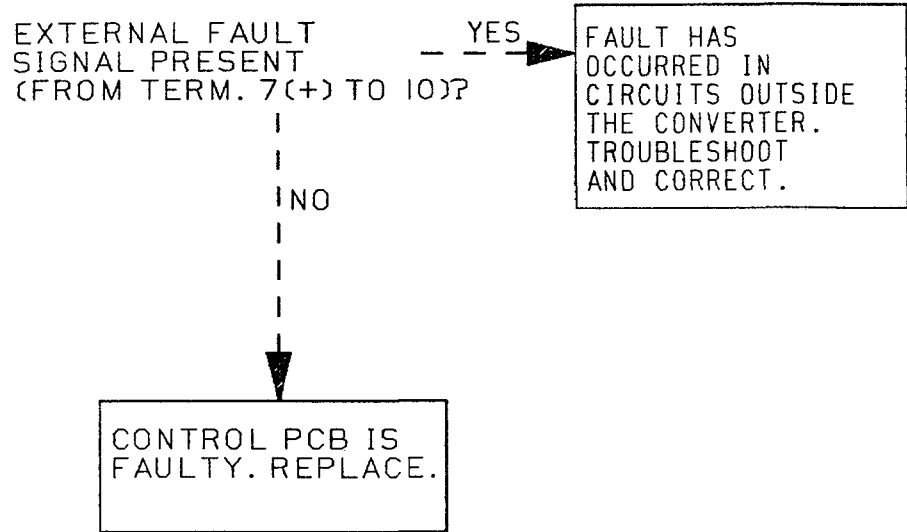 EXTERNAL FAULT
SIGNAL PRESENT
(FROM TERM. 7(+) TO 10)?
YES
FAULT HAS
OCCURRED IN
CIRCUITS OUTSIDE
THE CONVERTER.
TROUBLESHOOT
AND CORRECT.
NO
CONTROL PCB IS
FAULTY. REPLACE.